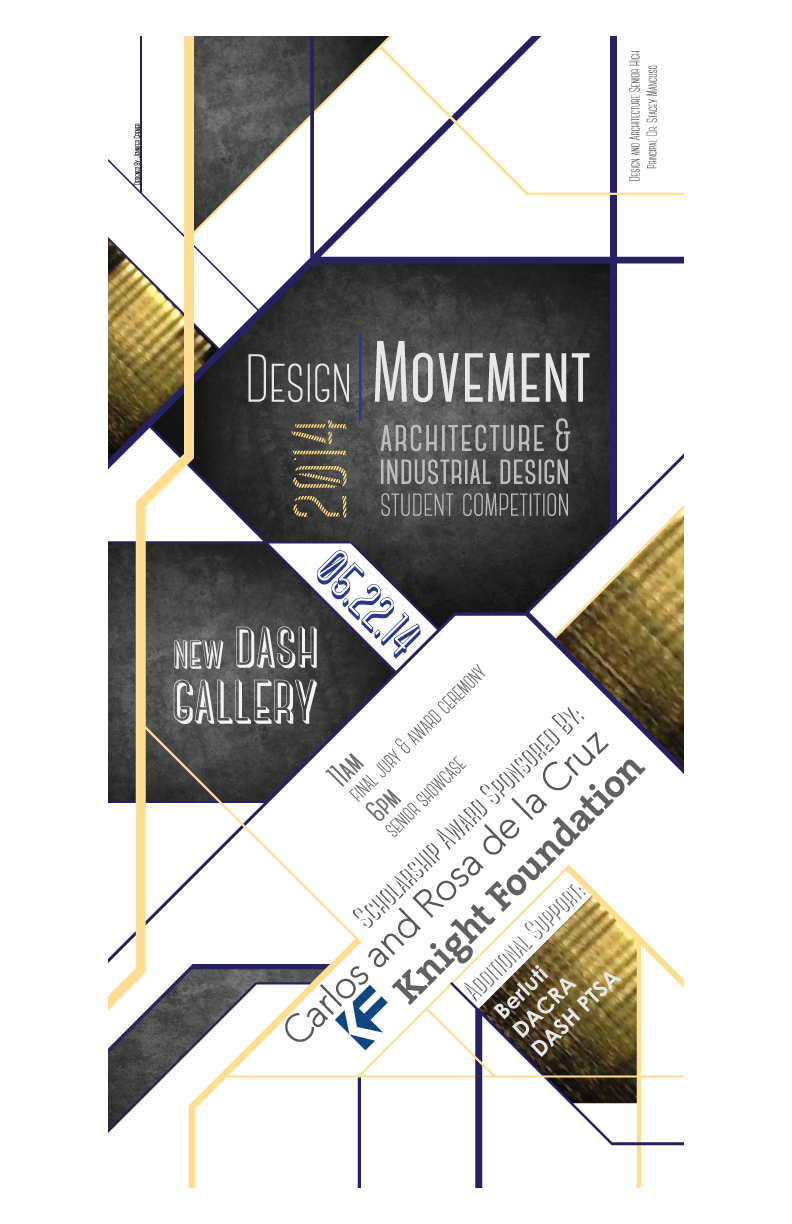 Design and Architecture Senior High
Principal Dr. Stacey Mancuso
Design | Movement
2014
ARCHITECTURE &
INDUSTRIAL DESIGN
STUDENT COMPETITION
05.22.14
NEW DASH
GALLERY
11AM
FINAL JURY & AWARD CEREMONY
6PM
SENIOR SHOWCASE
Scholarship Award Sponsored By:
Carlos and Rosa de la Cruz
KF Knight Foundation
Additional Support:
Berluti
DACRA
DASH PTSA